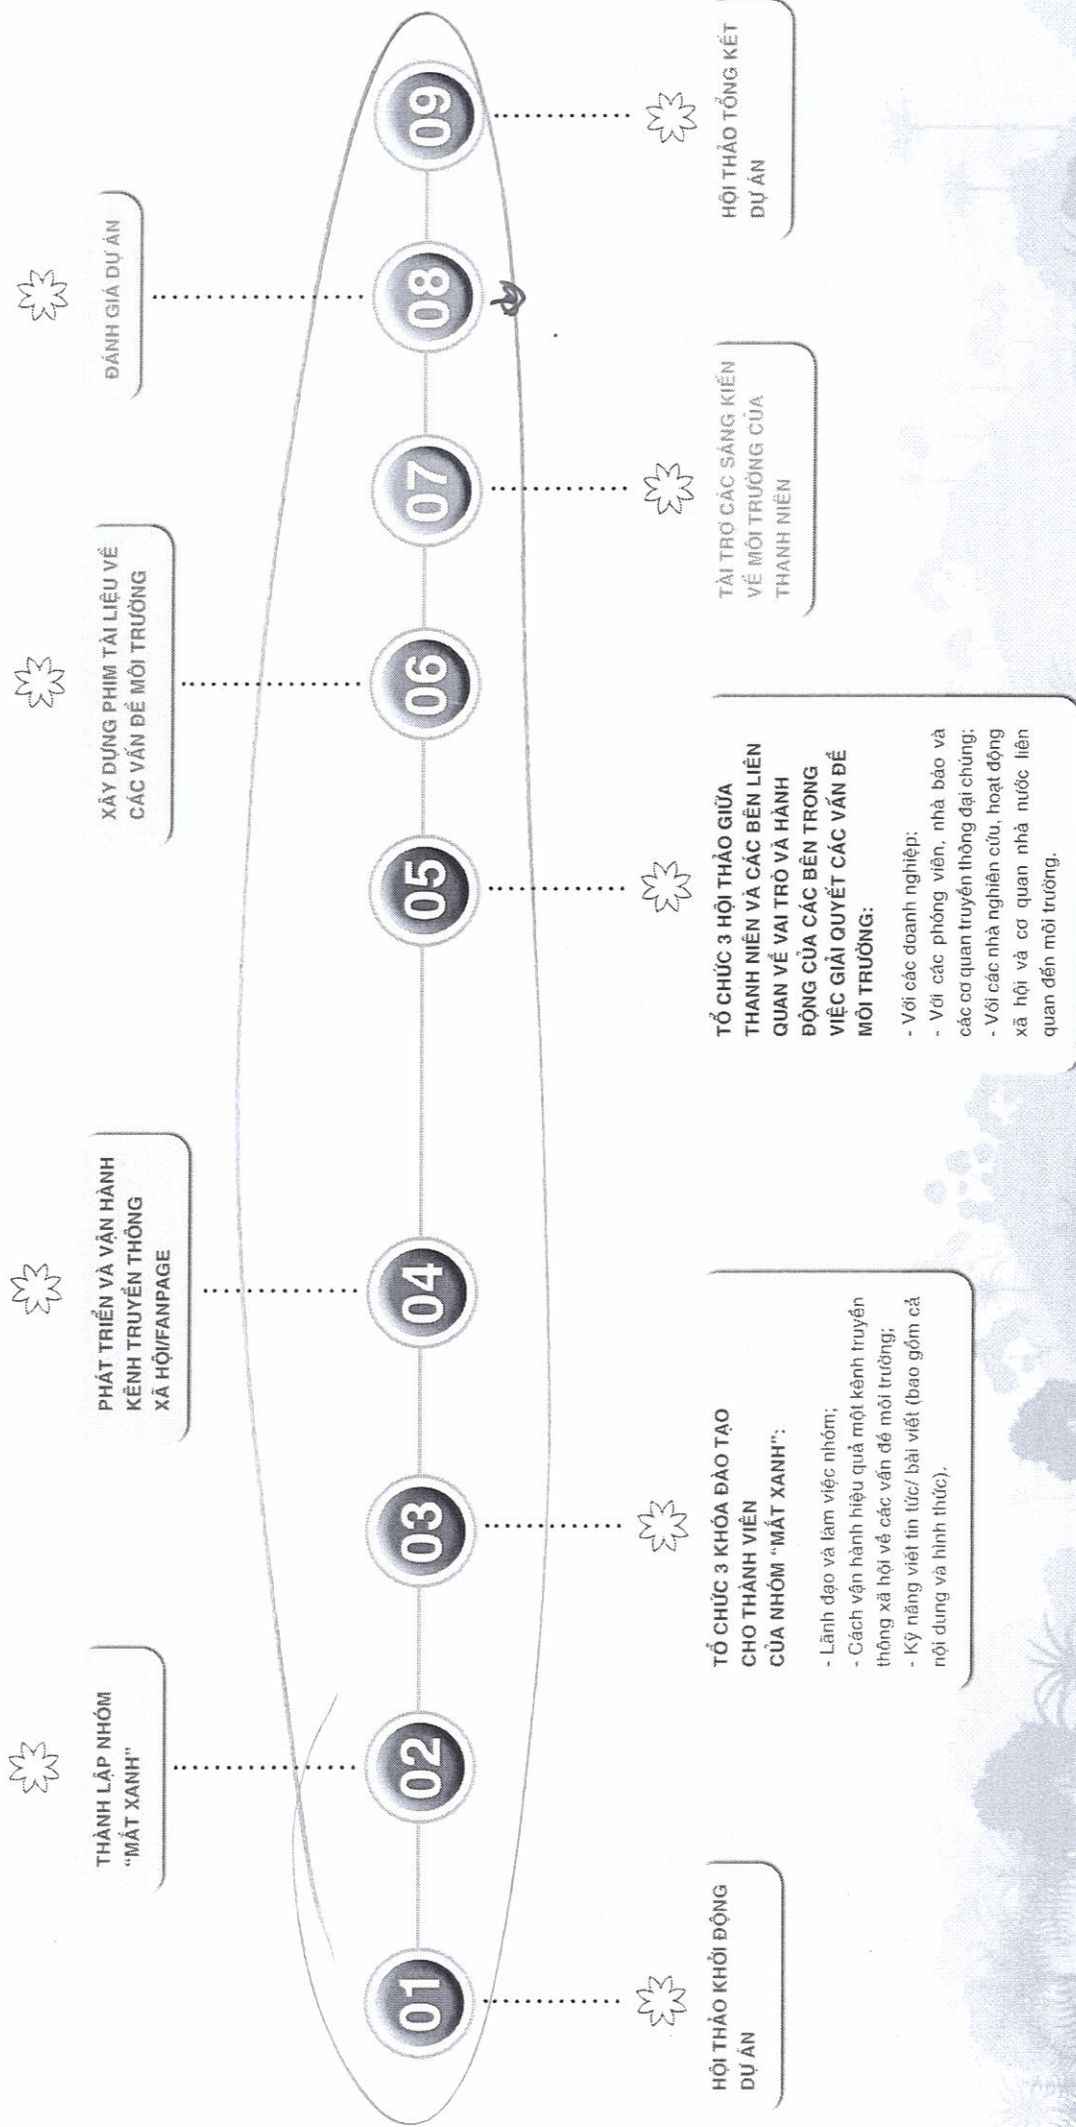 01
HỘI THẢO KHỞI ĐỘNG
DỰ ÁN
02
THÀNH LẬP NHÓM
“MẮT XANH”
03
TỔ CHỨC 3 KHÓA ĐÀO TẠO
CHO THÀNH VIÊN
CỦA NHÓM “MẮT XANH”:
- Lãnh đạo và làm việc nhóm;
- Cách vận hành hiệu quả một kênh truyền
thông xã hội về các vấn đề môi trường;
- Kỹ năng viết tin tức/ bài viết (bao gồm cả
nội dung và hình thức).
04
PHÁT TRIỂN VÀ VẬN HÀNH
KÊNH TRUYỀN THÔNG
XÃ HỘI/FANPAGE
05
TỔ CHỨC 3 HỘI THẢO GIỮA
THANH NIÊN VÀ CÁC BÊN LIÊN
QUAN VỀ VAI TRÒ VÀ HÀNH
ĐỘNG CỦA CÁC BÊN TRONG
VIỆC GIẢI QUYẾT CÁC VẤN ĐỀ
MÔI TRƯỜNG:
- Với các doanh nghiệp;
- Với các phóng viên, nhà báo và
các cơ quan truyền thông đại chúng;
- Với các nhà nghiên cứu, hoạt động
xã hội và cơ quan nhà nước liên
quan đến môi trường.
06
XÂY DỰNG PHIM TÀI LIỆU VỀ
CÁC VẤN ĐỀ MÔI TRƯỜNG
07
TÀI TRỢ CÁC SÁNG KIẾN
VỀ MÔI TRƯỜNG CỦA
THANH NIÊN
08
ĐÁNH GIÁ DỰ ÁN
09
HỘI THẢO TỔNG KẾT
DỰ ÁN